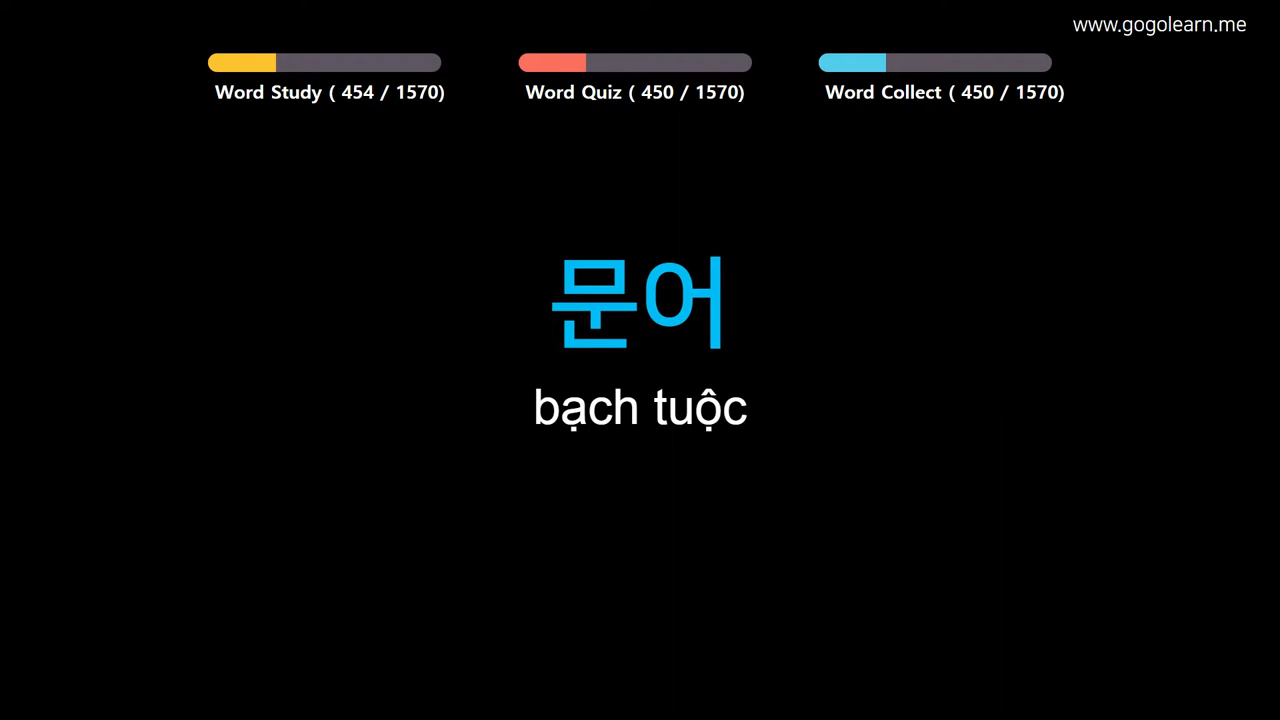 www.gogolearn.me
Word Study ( 454 / 1570)
Word Quiz ( 450 / 1570)
Word Collect ( 450 / 1570)
문어
bạch tuộc